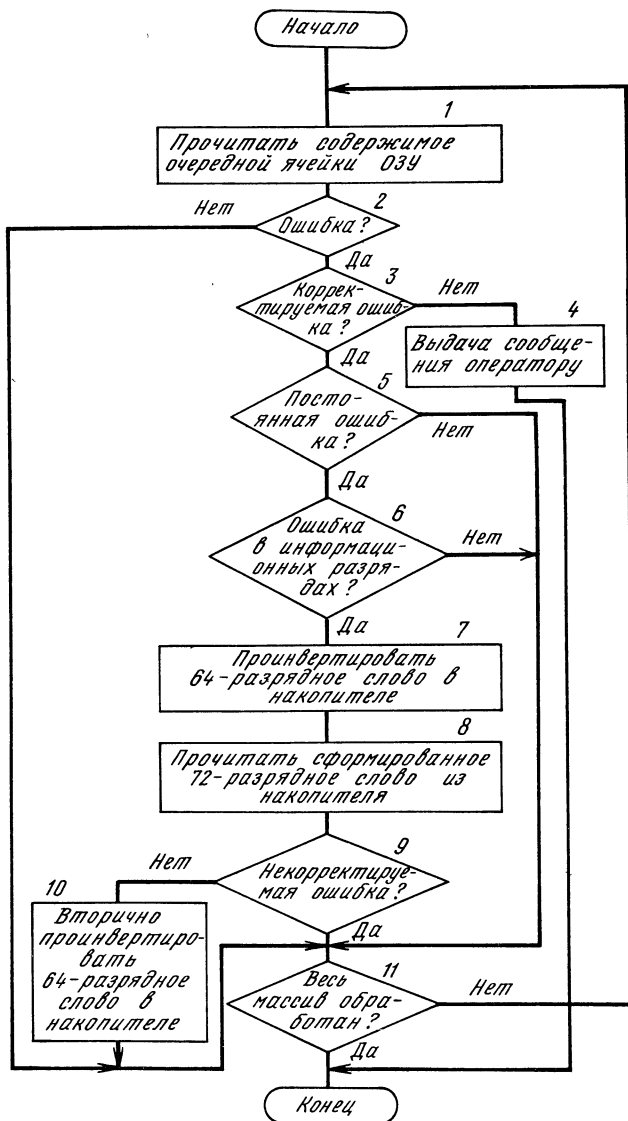 Начало
1
Прочитать содержимое
очередной ячейки ОЗУ
Нет
2
Ошибка?
Да
3
Коррек-
тируемая ошиб-
ка?
Нет
4
Выдача сообще-
ния оператору
Да
5
Посто-
янная ошиб-
ка?
Нет
Да
6
Ошибка
в информаци-
онных разря-
дах?
Нет
Да
7
Проинвертировать
64-разрядное слово в
накопителе
8
Прочитать сформированное
72-разрядное слово из
накопителя
9
Некорректируе-
мая ошибка?
Нет
Да
10
Вторично
проинвертиро-
вать
64-разрядное
слово в
накопителе
11
Весь
массив обра-
ботан?
Нет
Да
Конец